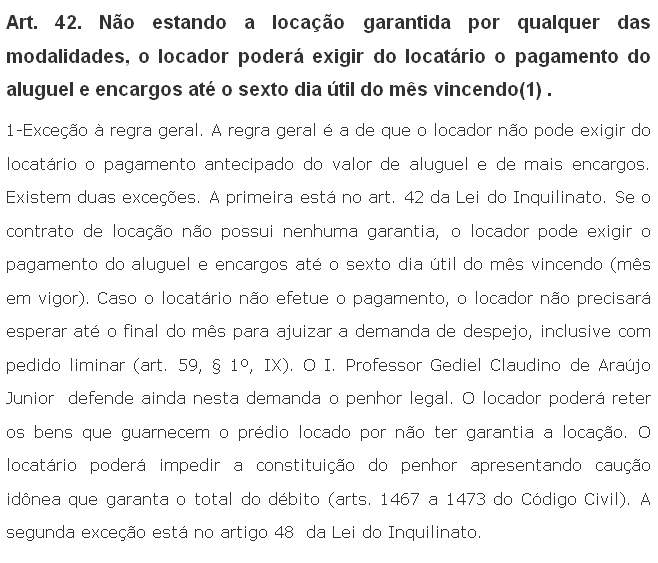 Art. 42. Não estando a locação garantida por qualquer das
modalidades, o locador poderá exigir do locatário o pagamento do
aluguel e encargos até o sexto dia útil do mês vincendo(1) .
1-Exceção à regra geral. A regra geral é a de que o locador não pode exigir do
locatário o pagamento antecipado do valor de aluguel e de mais encargos.
Existem duas exceções. A primeira está no art. 42 da Lei do Inquilinato. Se o
contrato de locação não possui nenhuma garantia, o locador pode exigir o
pagamento do aluguel e encargos até o sexto dia útil do mês vincendo (mês
em vigor). Caso o locatário não efetue o pagamento, o locador não precisará
esperar até o final do mês para ajuizar a demanda de despejo, inclusive com
pedido liminar (art. 59, § 1º, IX). O I. Professor Gediel Claudino de Araújo
Junior  defende ainda nesta demanda o penhor legal. O locador poderá reter
os bens que guarnecem o prédio locado por não ter garantia a locação. O
locatário poderá impedir a constituição do penhor apresentando caução
idônea que garanta o total do débito (arts. 1467 a 1473 do Código Civil). A
segunda exceção está no artigo 48  da Lei do Inquilinato.